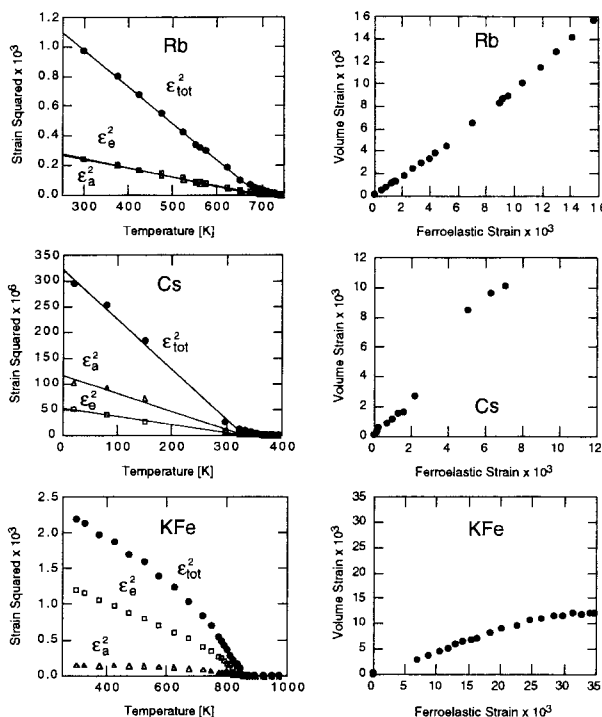 Strain Squared x 10³
1.2
1.0
0.8
0.6
0.4
0.2
0.0
Rb
ε²tot
ε²e
ε²a
300 400 500 600 700
Temperature [K]
Volume Strain x 10³
16
14
12
10
8
6
4
2
0
Rb
0 2 4 6 8 10 12 14 16
Ferroelastic Strain x 10³
Strain Squared x 10⁶
350
300
250
200
150
100
50
0
Cs
ε²tot
ε²a
ε²e
0 50 100 150 200 250 300 350 400
Temperature [K]
Volume Strain x 10³
12
10
8
6
4
2
0
Cs
0 2 4 6 8 10
Ferroelastic Strain x 10³
Strain Squared x 10³
2.5
2.0
1.5
1.0
0.5
0.0
KFe
ε²tot
ε²e
ε²a
300 400 500 600 700 800 900 1000
Temperature [K]
Volume Strain x 10³
35
30
25
20
15
10
5
0
KFe
0 5 10 15 20 25 30 35
Ferroelastic Strain x 10³